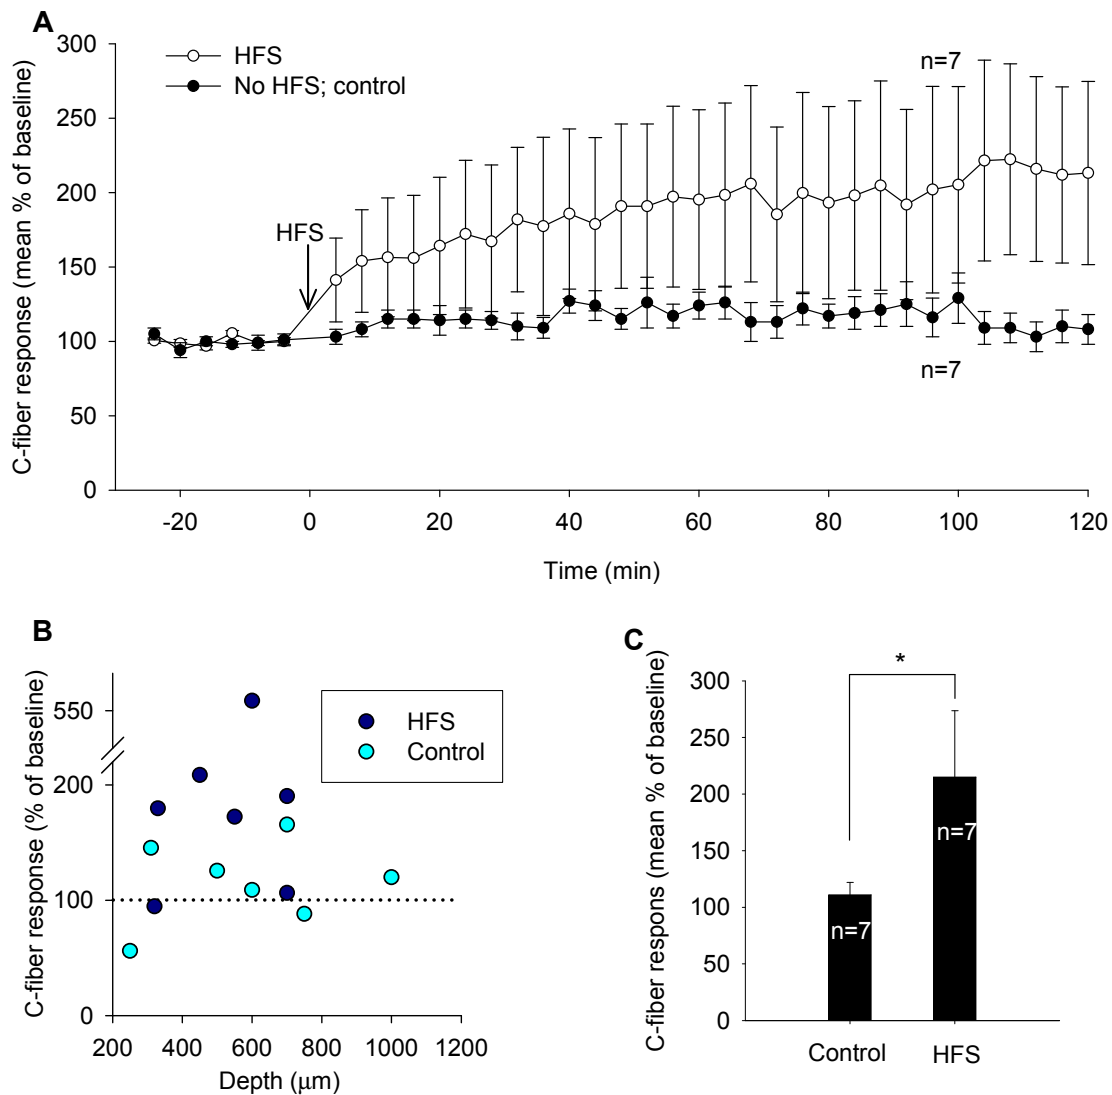 A
C-fiber response (mean % of baseline)
300
250
200
150
100
50
0
HFS
No HFS; control
n=7
HFS
n=7
-20 0 20 40 60 80 100 120
Time (min)
B
C-fiber response (% of baseline)
550
200
100
0
HFS
Control
200 400 600 800 1000 1200
Depth (μm)
C
C-fiber respons (mean % of baseline)
300
250
200
150
100
50
0
*
n=7
n=7
Control HFS